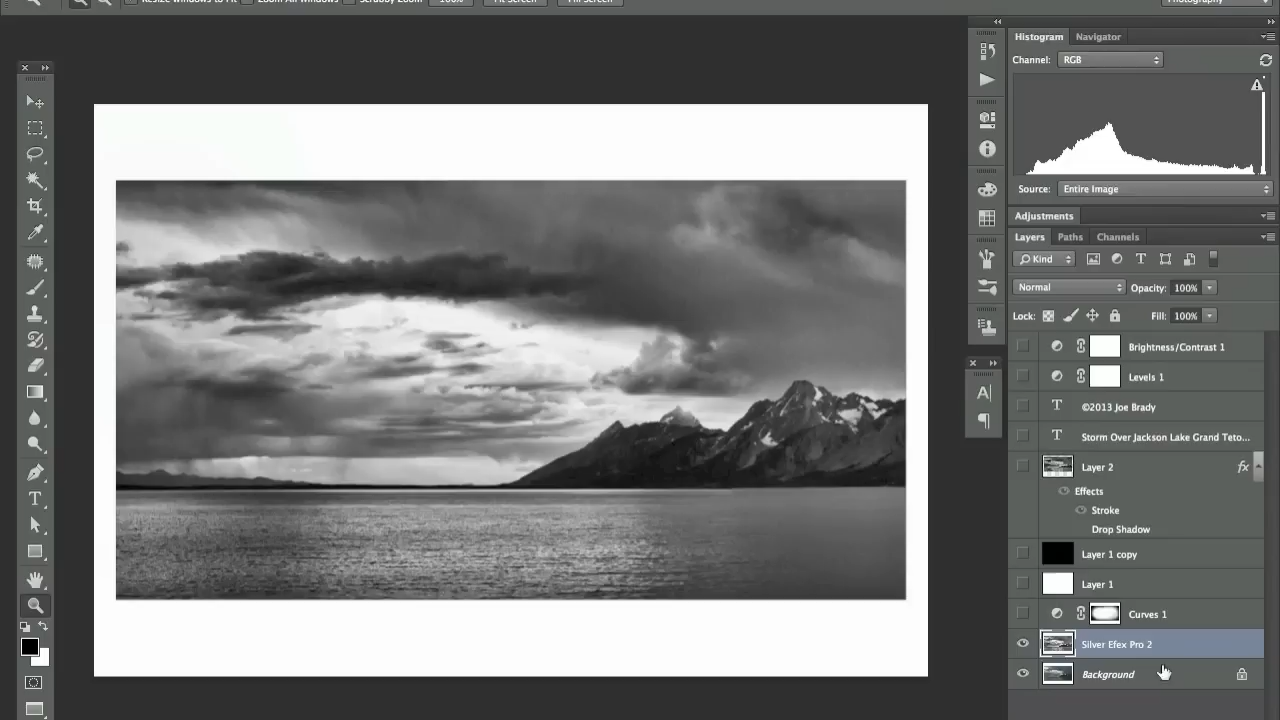 Resize Windows to Fit Zoom All Windows Scrubby Zoom 100% Fit Screen Fill Screen Photography
Histogram Navigator
Channel: RGB
Source: Entire Image
Adjustments
Layers Paths Channels
Kind
Normal Opacity: 100%
Lock: Fill: 100%
Brightness/Contrast 1
Levels 1
T ©2013 Joe Brady
T Storm Over Jackson Lake Grand Teto...
Layer 2 fx
Effects
Stroke
Drop Shadow
Layer 1 copy
Layer 1
Curves 1
Silver Efex Pro 2
Background